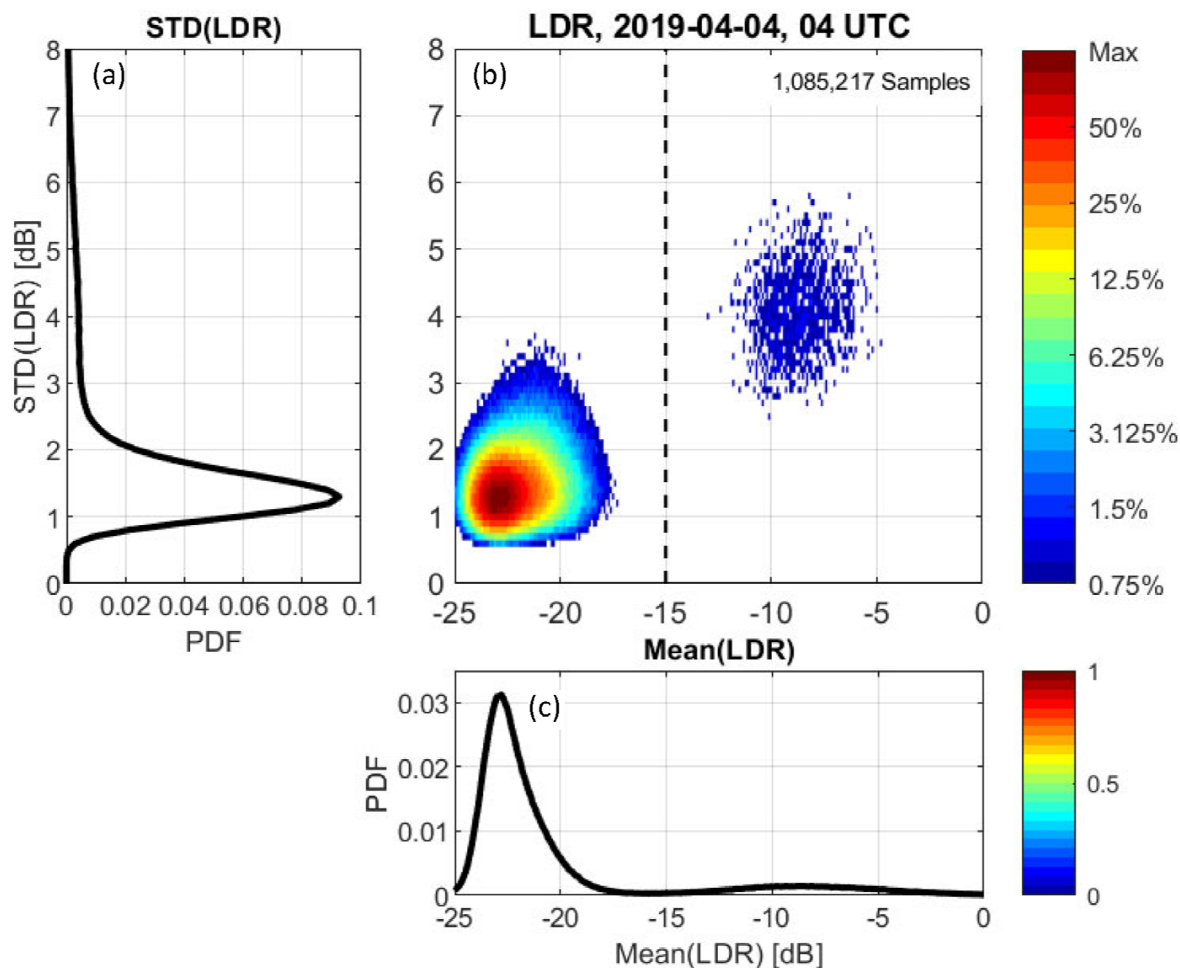 STD(LDR)
LDR, 2019-04-04, 04 UTC
(a)
(b)
1,085,217 Samples
STD(LDR) [dB]
8
7
6
5
4
3
2
1
0
0 0.02 0.04 0.06 0.08 0.1
PDF
8
7
6
5
4
3
2
1
0
-25 -20 -15 -10 -5 0
Max
50%
25%
12.5%
6.25%
3.125%
1.5%
0.75%
Mean(LDR)
(c)
PDF
0.03
0.02
0.01
0
-25 -20 -15 -10 -5 0
Mean(LDR) [dB]
1
0.5
0